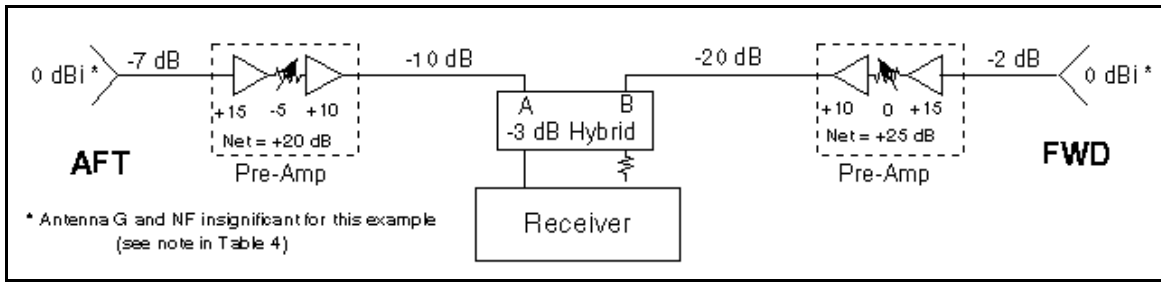 0 dBi *
-7 dB
+15 -5 +10
Net = +20 dB
Pre-Amp
AFT
-10 dB
A B
-3 dB Hybrid
Receiver
-20 dB
+10 0 +15
Net = +25 dB
Pre-Amp
-2 dB
0 dBi *
FWD
* Antenna G and NF insignificant for this example
(see note in Table 4)